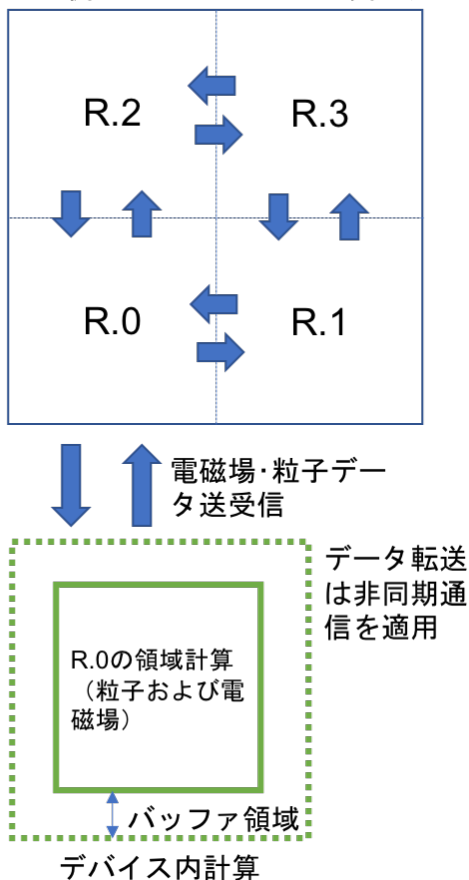 R.2
R.3
R.0
R.1
電磁場･粒子デー
タ送受信
データ転送
は非同期通
信を適用
R.0の領域計算
（粒子および電
磁場）
バッファ領域
デバイス内計算